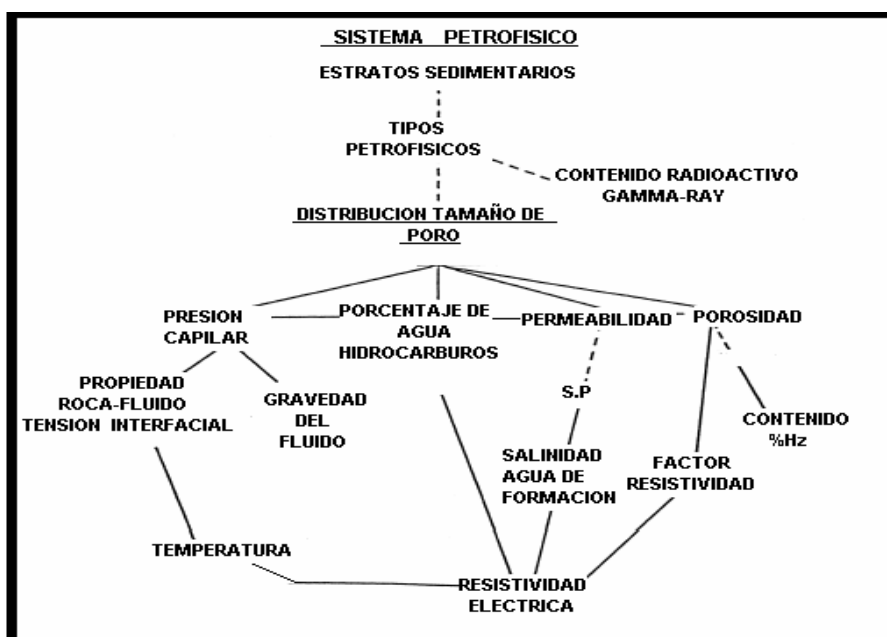 SISTEMA PETROFISICO
ESTRATOS SEDIMENTARIOS
TIPOS
PETROFISICOS
CONTENIDO RADIOACTIVO
GAMMA-RAY
DISTRIBUCION TAMAÑO DE
PORO
PRESION
CAPILAR
PORCENTAJE DE
AGUA
HIDROCARBUROS
PERMEABILIDAD
POROSIDAD
PROPIEDAD
ROCA-FLUIDO
TENSION INTERFACIAL
GRAVEDAD
DEL
FLUIDO
S.P
CONTENIDO
%Hz
SALINIDAD
AGUA DE
FORMACION
FACTOR
RESISTIVIDAD
TEMPERATURA
RESISTIVIDAD
ELECTRICA